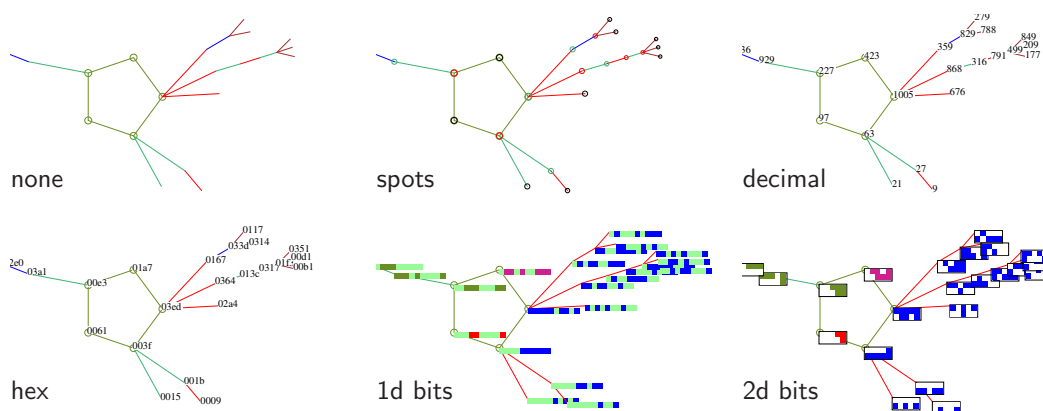 none
spots
279
829 788
359
849
209
499
177
316 791
868
676
423
227
36
929
1005
97
63
27
21
9
decimal
0117
0314
033d
0167
0351
00d1
00b1
0317
013c
0364
02a4
01a7
2e0
03a1
00e3
03ed
0061
003f
001b
0015
0009
hex
1d bits
2d bits